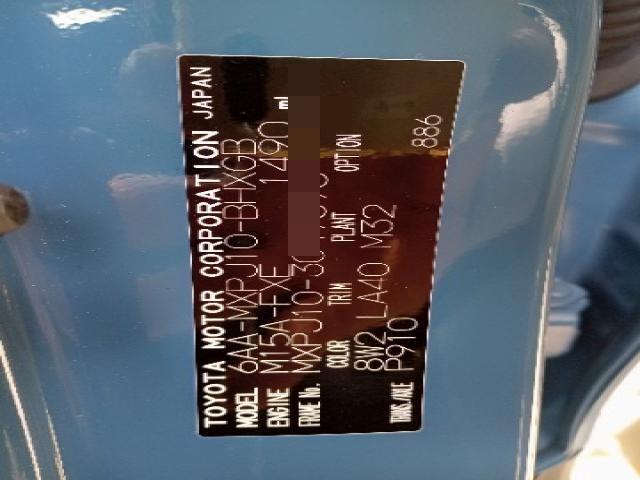 TOYOTA MOTOR CORPORATION JAPAN
MODEL 6AA-MXPJ10-BHXGB
ENGINE M15A-FXE 1490 ml
FRAME No. MXPJ10-30
COLOR TRIM PLANT OPTION
8W2 LA40 M32 886
TRANS/AXLE P910